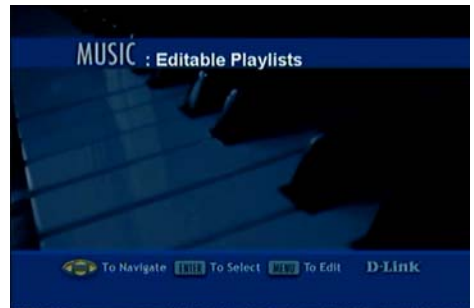 MUSIC : Editable Playlists
To Navigate ENTER To Select MENU To Edit D-Link